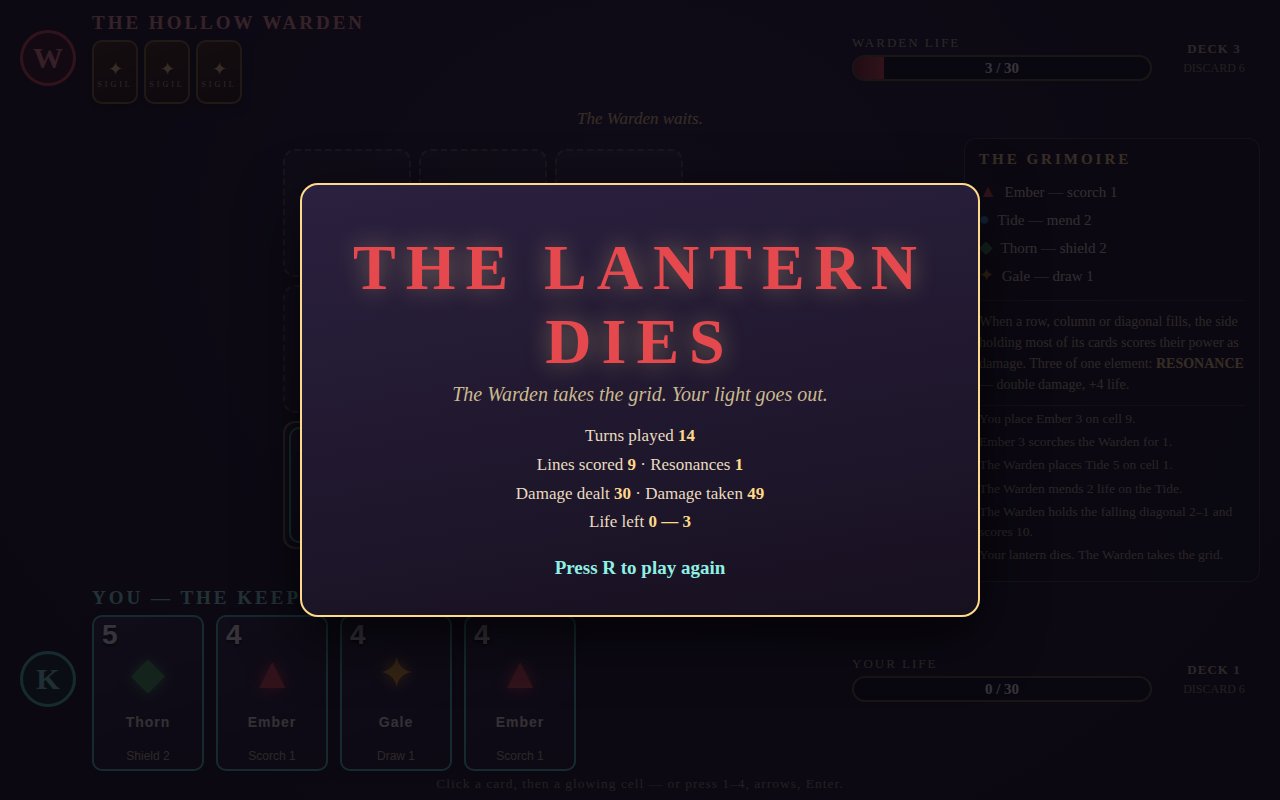 THE HOLLOW WARDEN
W
SIGIL SIGIL SIGIL
WARDEN LIFE
3 / 30
DECK 3
DISCARD 6
The Warden waits.
THE GRIMOIRE
Ember — scorch 1
Tide — mend 2
Thorn — shield 2
Gale — draw 1
When a row, column or diagonal fills, the side
holding most of its cards scores their power as
damage. Three of one element: RESONANCE
— double damage, +4 life.
You place Ember 3 on cell 9.
Ember 3 scorches the Warden for 1.
The Warden places Tide 5 on cell 1.
The Warden mends 2 life on the Tide.
The Warden holds the falling diagonal 2–1 and
scores 10.
Your lantern dies. The Warden takes the grid.
THE LANTERN
DIES
The Warden takes the grid. Your light goes out.
Turns played 14
Lines scored 9 · Resonances 1
Damage dealt 30 · Damage taken 49
Life left 0 — 3
Press R to play again
YOU — THE KEEP
K
5
Thorn
Shield 2
4
Ember
Scorch 1
4
Gale
Draw 1
4
Ember
Scorch 1
YOUR LIFE
0 / 30
DECK 1
DISCARD 6
Click a card, then a glowing cell — or press 1–4, arrows, Enter.